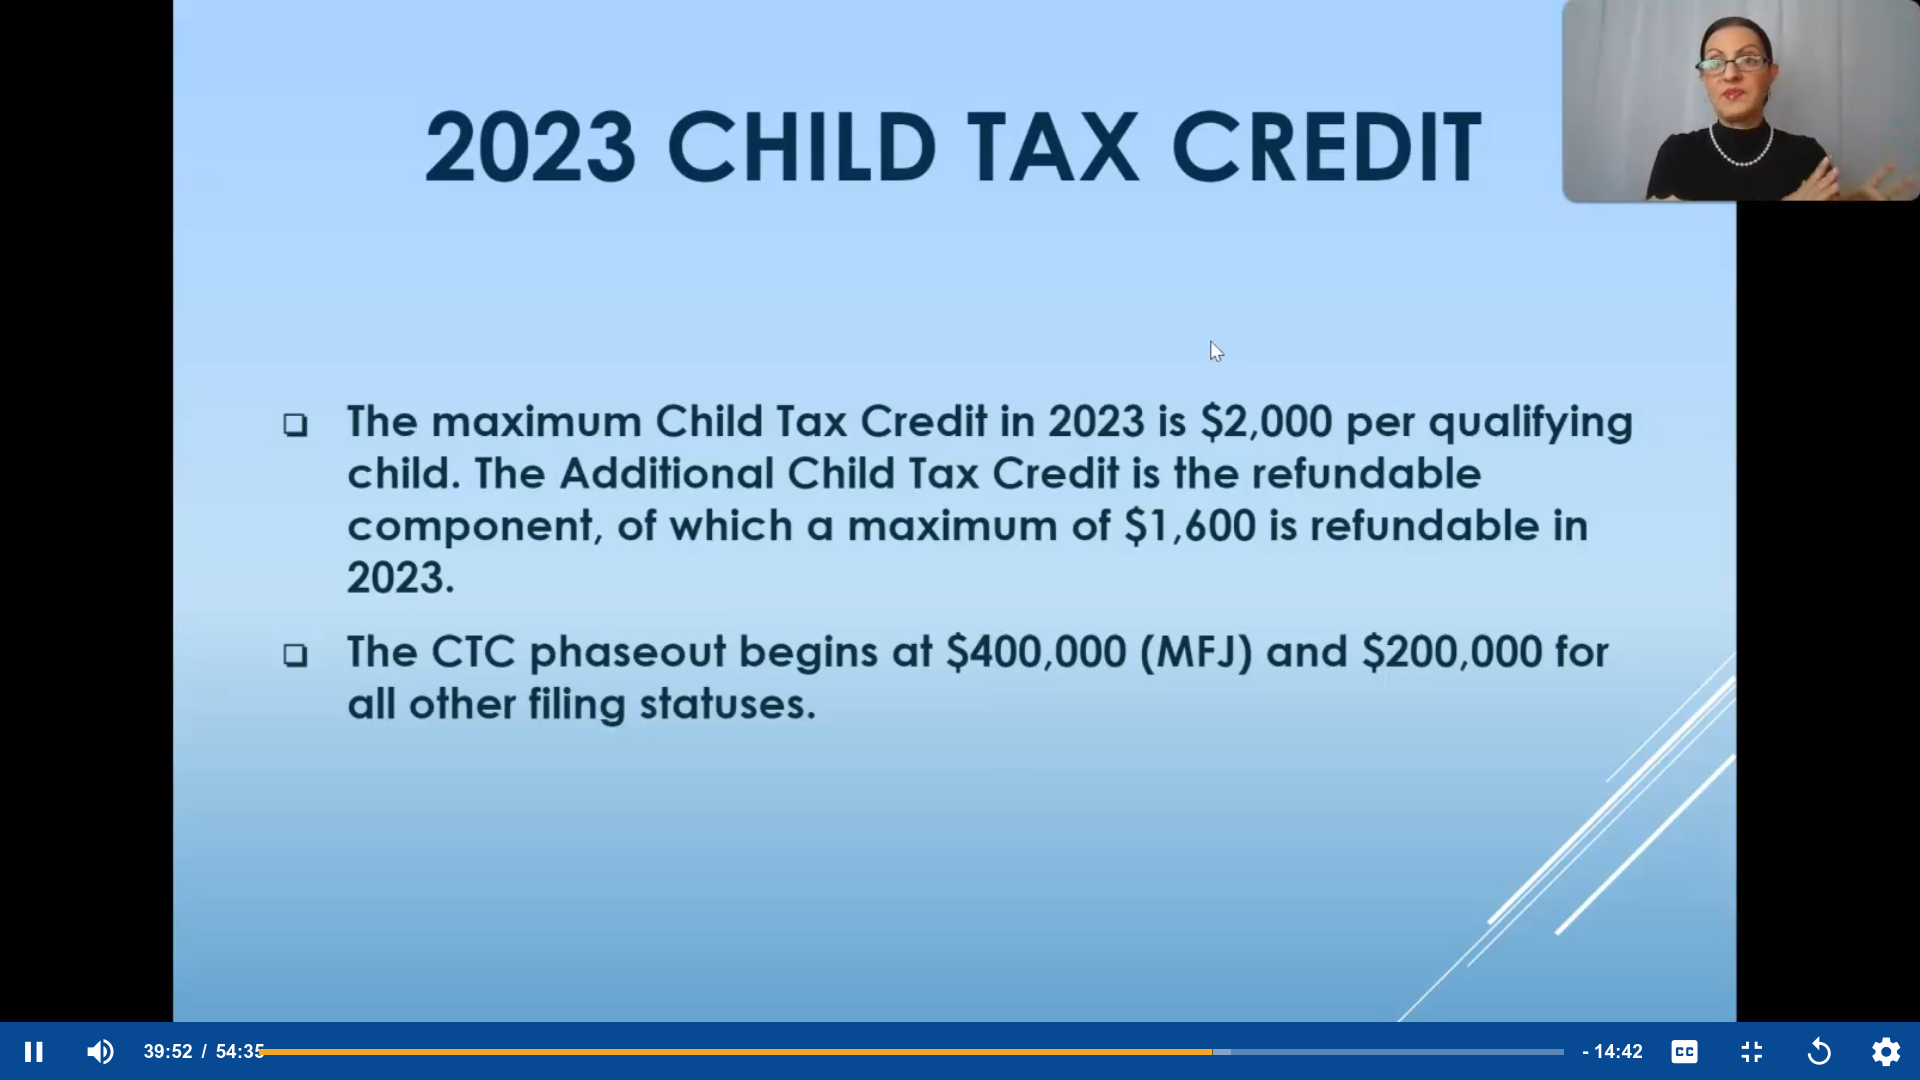 2023 CHILD TAX CREDIT
❏ The maximum Child Tax Credit in 2023 is $2,000 per qualifying
child. The Additional Child Tax Credit is the refundable
component, of which a maximum of $1,600 is refundable in
2023.
❏ The CTC phaseout begins at $400,000 (MFJ) and $200,000 for
all other filing statuses.
39:52 / 54:35
- 14:42
CC